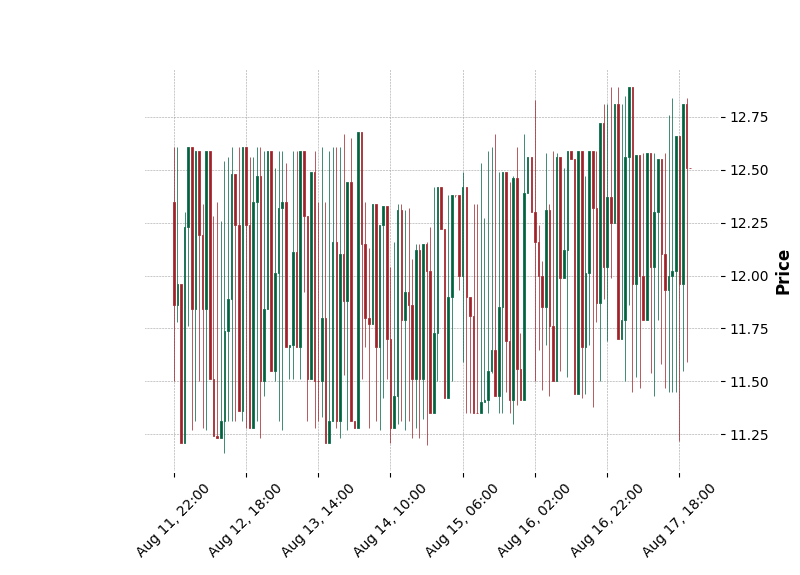 12.75
12.50
12.25
12.00
11.75
11.50
11.25
Price
Aug 11, 22:00
Aug 12, 18:00
Aug 13, 14:00
Aug 14, 10:00
Aug 15, 06:00
Aug 16, 02:00
Aug 16, 22:00
Aug 17, 18:00